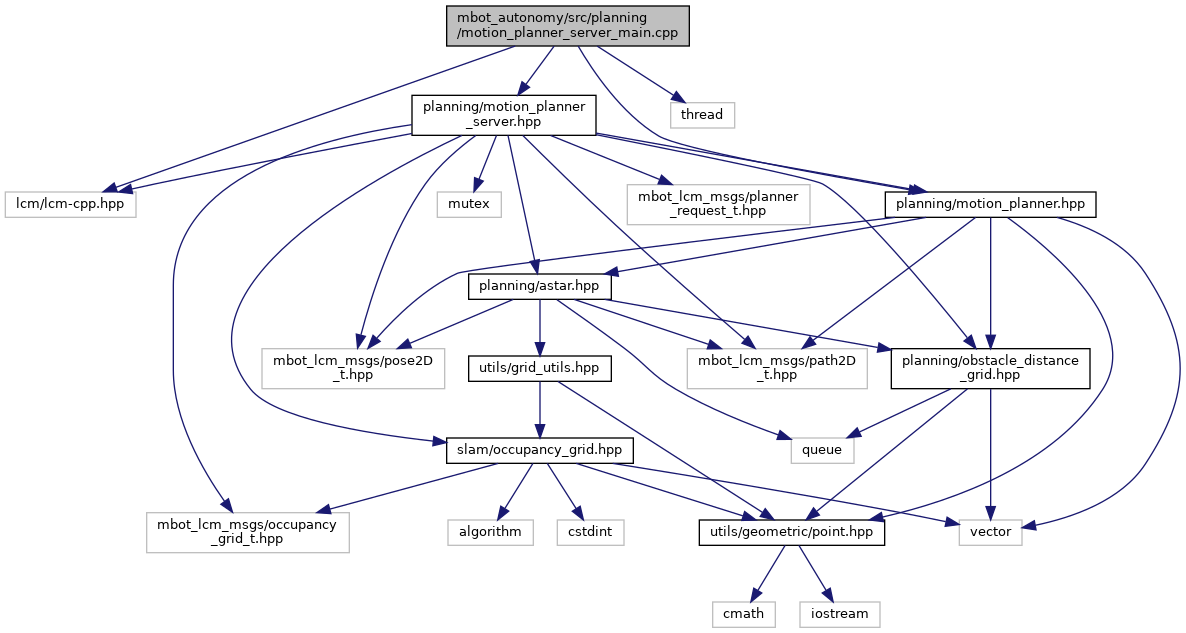 mbot_autonomy/src/planning
/motion_planner_server_main.cpp
planning/motion_planner
_server.hpp
thread
lcm/lcm-cpp.hpp
mutex
mbot_lcm_msgs/planner
_request_t.hpp
planning/motion_planner.hpp
planning/astar.hpp
mbot_lcm_msgs/pose2D
_t.hpp
utils/grid_utils.hpp
mbot_lcm_msgs/path2D
_t.hpp
planning/obstacle_distance
_grid.hpp
slam/occupancy_grid.hpp
queue
mbot_lcm_msgs/occupancy
_grid_t.hpp
algorithm
cstdint
utils/geometric/point.hpp
vector
cmath
iostream